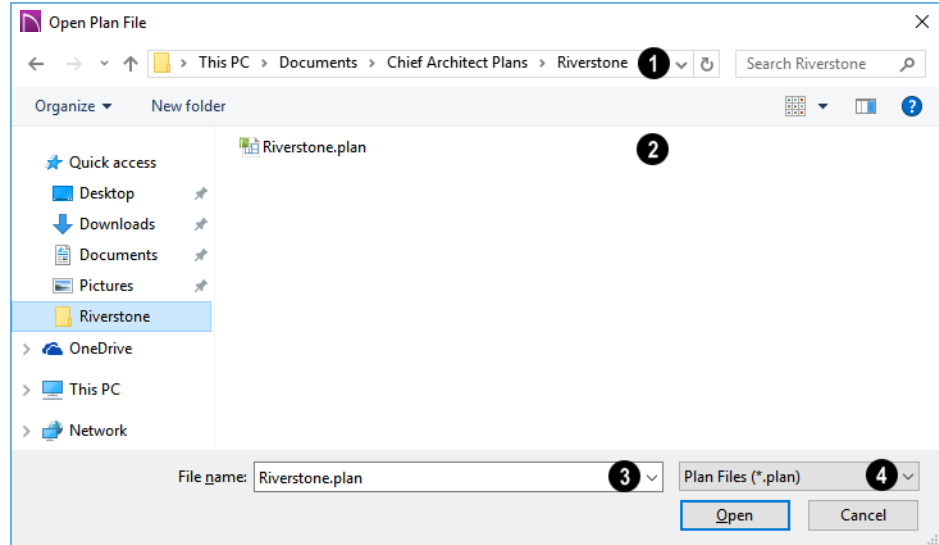 Open Plan File
This PC > Documents > Chief Architect Plans > Riverstone 1 Search Riverstone
Organize New folder ?
Quick access
Riverstone.plan 2
Desktop
Downloads
Documents
Pictures
Riverstone
> OneDrive
> This PC
> Network
File name: Riverstone.plan 3 Plan Files (*.plan) 4
Open Cancel